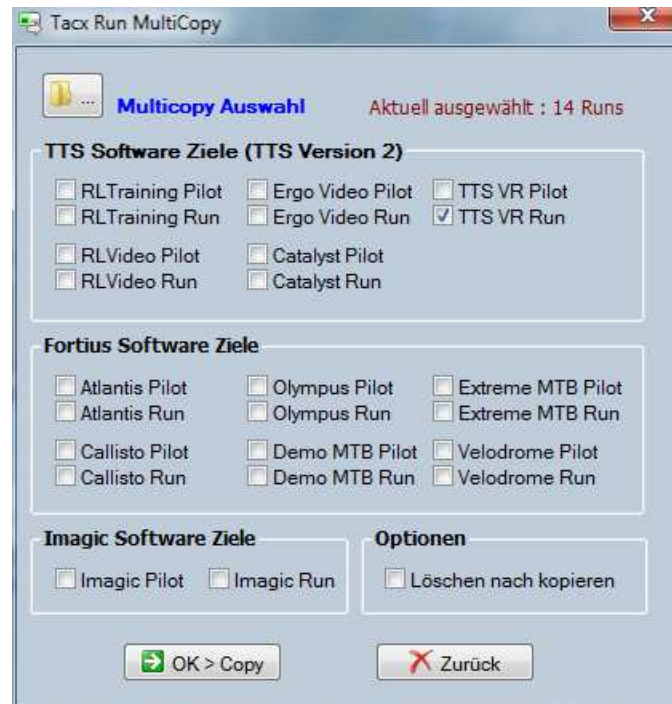 Tacx Run MultiCopy
... Multicopy Auswahl Aktuell ausgewählt : 14 Runs
TTS Software Ziele (TTS Version 2)
RLTraining Pilot Ergo Video Pilot TTS VR Pilot
RLTraining Run Ergo Video Run TTS VR Run
RLVideo Pilot Catalyst Pilot
RLVideo Run Catalyst Run
Fortius Software Ziele
Atlantis Pilot Olympus Pilot Extreme MTB Pilot
Atlantis Run Olympus Run Extreme MTB Run
Callisto Pilot Demo MTB Pilot Velodrome Pilot
Callisto Run Demo MTB Run Velodrome Run
Imagic Software Ziele Optionen
Imagic Pilot Imagic Run Löschen nach kopieren
OK > Copy Zurück